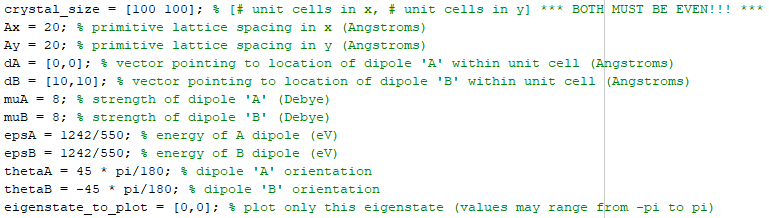 crystal_size = [100 100]; % [# unit cells in x, # unit cells in y] *** BOTH MUST BE EVEN!!! ***
Ax = 20; % primitive lattice spacing in x (Angstroms)
Ay = 20; % primitive lattice spacing in y (Angstroms)
dA = [0,0]; % vector pointing to location of dipole 'A' within unit cell (Angstroms)
dB = [10,10]; % vector pointing to location of dipole 'B' within unit cell (Angstroms)
muA = 8; % strength of dipole 'A' (Debye)
muB = 8; % strength of dipole 'B' (Debye)
epsA = 1242/550; % energy of A dipole (eV)
epsB = 1242/550; % energy of B dipole (eV)
thetaA = 45 * pi/180; % dipole 'A' orientation
thetaB = -45 * pi/180; % dipole 'B' orientation
eigenstate_to_plot = [0,0]; % plot only this eigenstate (values may range from -pi to pi)